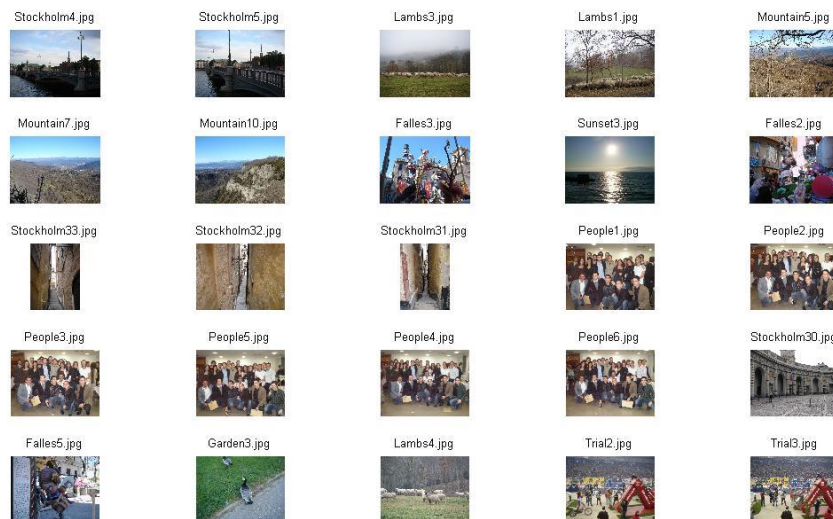 Stockholm4.jpg Stockholm5.jpg Lambs3.jpg Lambs1.jpg Mountain5.jpg
Mountain7.jpg Mountain10.jpg Falles3.jpg Sunset3.jpg Falles2.jpg
Stockholm33.jpg Stockholm32.jpg Stockholm31.jpg People1.jpg People2.jpg
People3.jpg People5.jpg People4.jpg People6.jpg Stockholm30.jpg
Falles5.jpg Garden3.jpg Lambs4.jpg Trial2.jpg Trial3.jpg